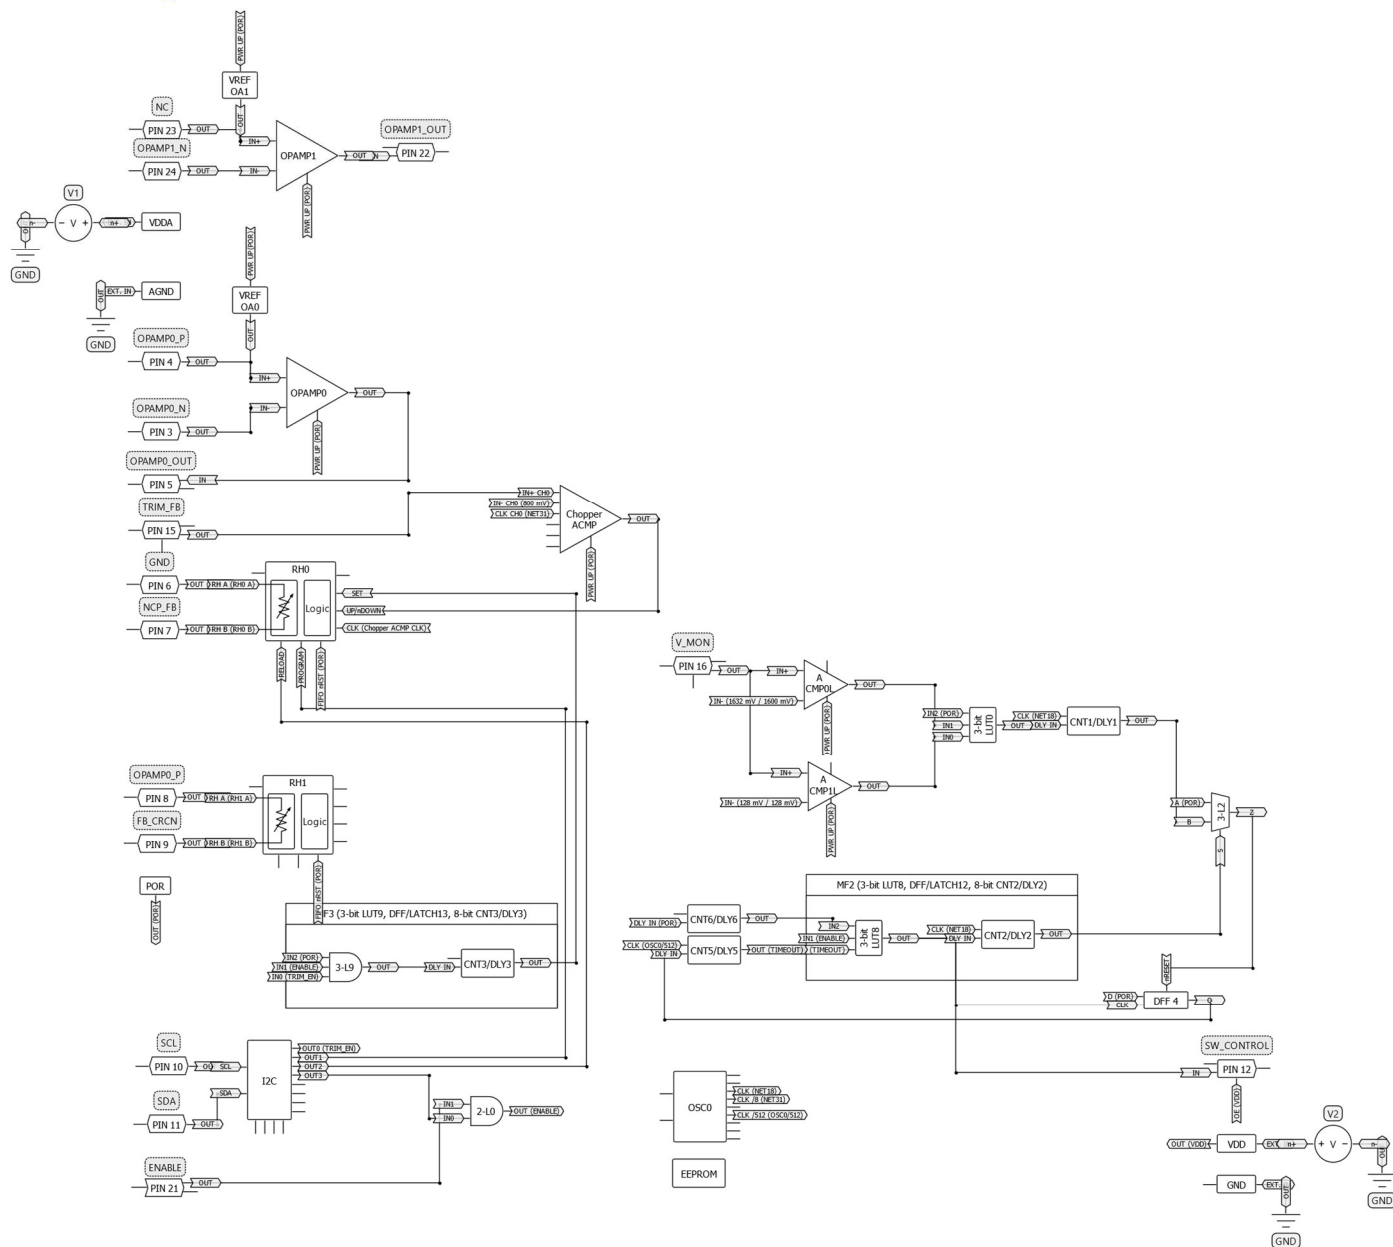 PWR UP (POR)
VREF
OA1
OUT
NC
PIN 23
OUT
IN+
OPAMP1_N
PIN 24
OUT
IN-
OPAMP1
OUT
OPAMP1_OUT
PIN 22
PWR UP (POR)
V1
n-
- V +
n+
VDDA
GND
PWR UP (POR)
OUT
EXT. IN
AGND
GND
VREF
OA0
OUT
OPAMP0_P
PIN 4
OUT
IN+
OPAMP0
OUT
OPAMP0_N
IN-
PIN 3
OUT
PWR UP (POR)
OPAMP0_OUT
PIN 5
IN
TRIM_FB
PIN 15
OUT
IN+ CH0
IN- CH0 (800 mV)
CLK CH0 (NET31)
Chopper
ACMP
OUT
PWR UP (POR)
GND
PIN 6
OUT
RH A (RH0 A)
RH0
Logic
SET
UP/nDOWN
CLK (Chopper ACMP CLK)
NCP_FB
PIN 7
OUT
RH B (RH0 B)
RELOAD
PROGRAM
FIFO nRST (POR)
V_MON
PIN 16
OUT
IN+
A
CMP0L
OUT
IN- (1632 mV / 1600 mV)
PWR UP (POR)
IN2 (POR)
IN1
IN0
3-bit
LUT0
OUT
CLK (NET18)
DLY IN
CNT1/DLY1
OUT
IN+
A
CMP1L
OUT
IN- (128 mV / 128 mV)
PWR UP (POR)
A (POR)
B
3-L2
Z
S
OPAMP0_P
PIN 8
OUT
RH A (RH1 A)
RH1
Logic
FB_CRCN
PIN 9
OUT
RH B (RH1 B)
FIFO nRST (POR)
POR
OUT (POR)
F3 (3-bit LUT9, DFF/LATCH13, 8-bit CNT3/DLY3)
IN2 (POR)
IN1 (ENABLE)
IN0 (TRIM_EN)
3-L9
OUT
DLY IN
CNT3/DLY3
OUT
MF2 (3-bit LUT8, DFF/LATCH12, 8-bit CNT2/DLY2)
DLY IN (POR)
CNT6/DLY6
OUT
CLK (OSC0/512)
DLY IN
CNT5/DLY5
OUT (TIMEOUT)
IN2
IN1 (ENABLE)
(TIMEOUT)
3-bit
LUT8
OUT
CLK (NET18)
DLY IN
CNT2/DLY2
OUT
nRESET
D (POR)
CLK
DFF 4
Q
SCL
PIN 10
SCL
I2C
OUT0 (TRIM_EN)
OUT1
OUT2
OUT3
SDA
SDA
PIN 11
OUT
IN1
IN0
2-L0
OUT (ENABLE)
ENABLE
PIN 21
OUT
OSC0
CLK (NET18)
CLK /8 (NET31)
CLK /512 (OSC0/512)
EEPROM
SW_CONTROL
IN
PIN 12
OE (VDD)
V2
OUT (VDD)
VDD
EXT
n+
+ V -
n-
GND
GND
EXT.
OUT
GND